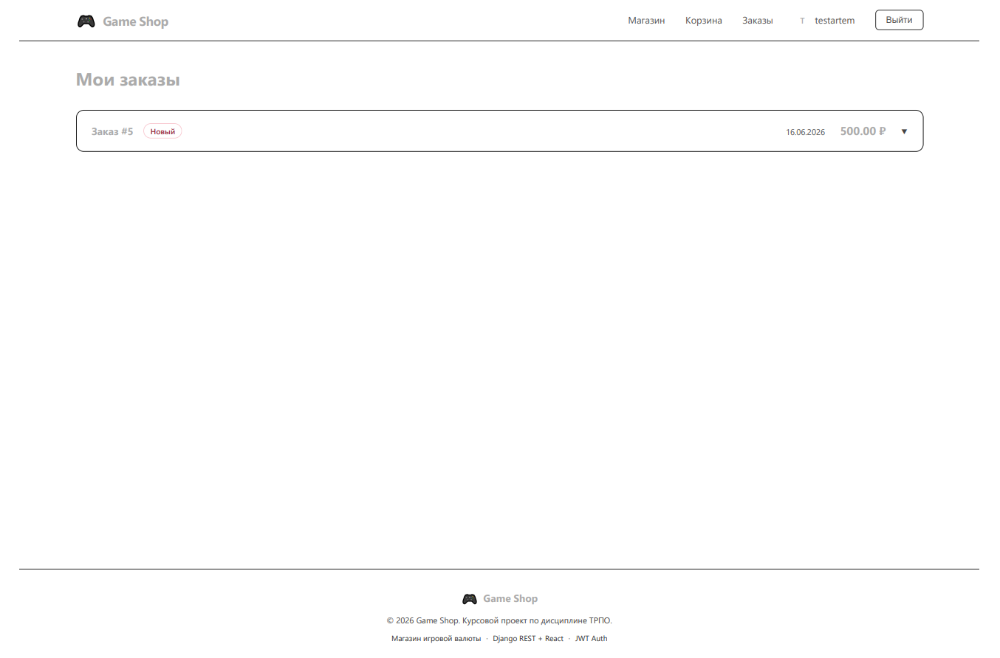 Game Shop Магазин Корзина Заказы T testartem Выйти
Мои заказы
Заказ #5 Новый 16.06.2026 500.00 ₽ ▼
Game Shop
© 2026 Game Shop. Курсовой проект по дисциплине ТРПО.
Магазин игровой валюты · Django REST + React · JWT Auth